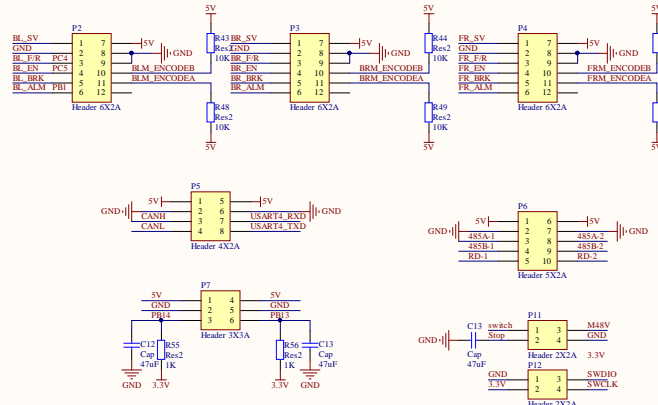 5V 5V
P2 P3 P4
BL_SV 1 7 5V R43 BR_SV 1 7 5V R44 FR_SV 1 7 5V
GND 2 8 GND Res2 GND 2 8 GND Res2 GND 2 8 GND
BL_F/R PC4 3 9 10K BR_F/R 3 9 10K FR_F/R 3 9
BL_EN PC5 4 10 BLM_ENCODEB BR_EN 4 10 BRM_ENCODEB FR_EN 4 10 FRM_ENCODEB
BL_BRK 5 11 BLM_ENCODEA BR_BRK 5 11 BRM_ENCODEA FR_BRK 5 11 FRM_ENCODEA
BL_ALM PB1 6 12 BR_ALM 6 12 FR_ALM 6 12
Header 6X2A R48 Header 6X2A R49 Header 6X2A
Res2 Res2
10K 10K
5V 5V 5V
P5
5V 1 5 5V
GND 2 6 GND
CANH 3 7 USART4_RXD
CANL 4 8 USART4_TXD
Header 4X2A
P6
5V 1 6 5V
GND 2 7 GND
485A-1 3 8 485A-2
485B-1 4 9 485B-2
RD-1 5 10 RD-2
Header 5X2A
P7
5V 1 4 5V
GND 2 5 GND
PB14 3 6 PB13
Header 3X3A
C12 R55 R56 C13
Cap Res2 Res2 Cap
47uF 1K 1K 47uF
GND 3.3V 3.3V GND
P11
C13 switch 1 3 M48V
GND Stop 2 4 GND
Cap Header 2X2A 3.3V
47uF
P12
GND 1 3 SWDIO
3.3V 2 4 SWCLK
Header 2X2A